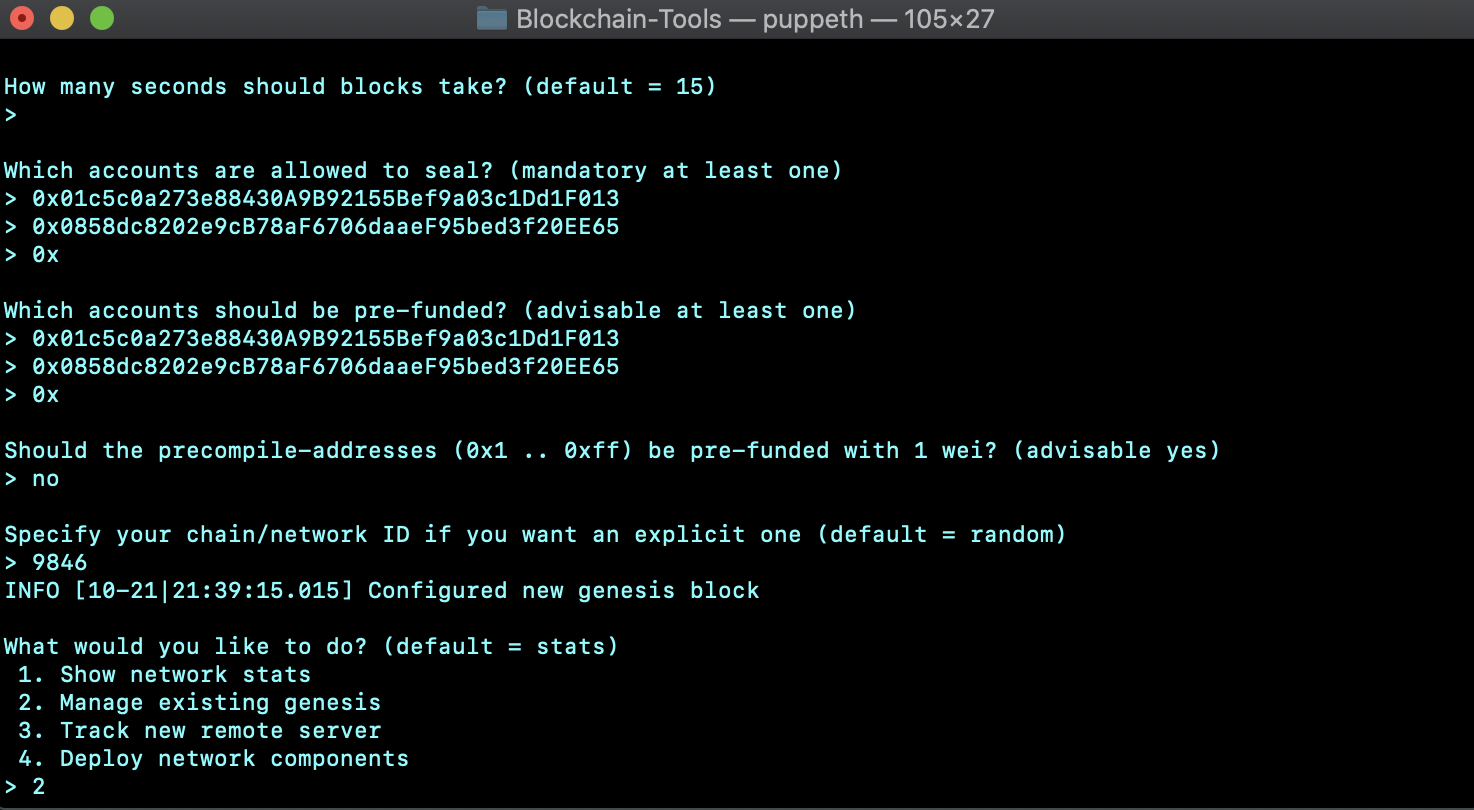 Blockchain-Tools — puppeth — 105×27
How many seconds should blocks take? (default = 15)
>
Which accounts are allowed to seal? (mandatory at least one)
> 0x01c5c0a273e88430A9B92155Bef9a03c1Dd1F013
> 0x0858dc8202e9cB78aF6706daaeF95bed3f20EE65
> 0x
Which accounts should be pre-funded? (advisable at least one)
> 0x01c5c0a273e88430A9B92155Bef9a03c1Dd1F013
> 0x0858dc8202e9cB78aF6706daaeF95bed3f20EE65
> 0x
Should the precompile-addresses (0x1 .. 0xff) be pre-funded with 1 wei? (advisable yes)
> no
Specify your chain/network ID if you want an explicit one (default = random)
> 9846
INFO [10-21|21:39:15.015] Configured new genesis block
What would you like to do? (default = stats)
1. Show network stats
2. Manage existing genesis
3. Track new remote server
4. Deploy network components
> 2